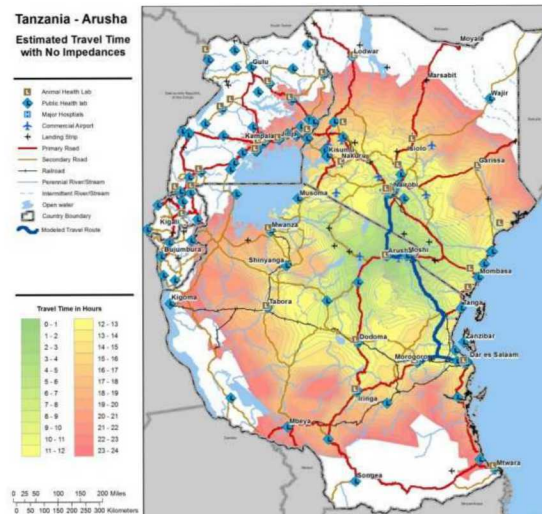 Tanzania - Arusha
Estimated Travel Time
with No Impedances
Animal Health Lab
Public Health lab
Major Hospitals
Commercial Airport
Landing Strip
Primary Road
Secondary Road
Railroad
Perennial River/Stream
Intermittent River/Stream
Open water
Country Boundary
Modeled Travel Route
Travel Time in Hours
0 - 1
1 - 2
2 - 3
3 - 4
4 - 5
5 - 6
6 - 7
7 - 8
8 - 9
9 - 10
10 - 11
11 - 12
12 - 13
13 - 14
14 - 15
15 - 16
16 - 17
17 - 18
18 - 19
19 - 20
20 - 21
21 - 22
22 - 23
23 - 24
0 25 50 100 150 200 Miles
0 50 100 200 300 Kilometers
Moyale
Lodwar
Gulu
Marsabit
Wajir
Kampala
Isiolo
Kisumu
Nakuru
Garissa
Nairobi
Musoma
Kigali
Mwanza
Arusha
Moshi
Bujumbura
Shinyanga
Mombasa
Kigoma
Tabora
Tanga
Zanzibar
Dodoma
Morogoro
Dar es Salaam
Iringa
Mbeya
Mtwara
Songea